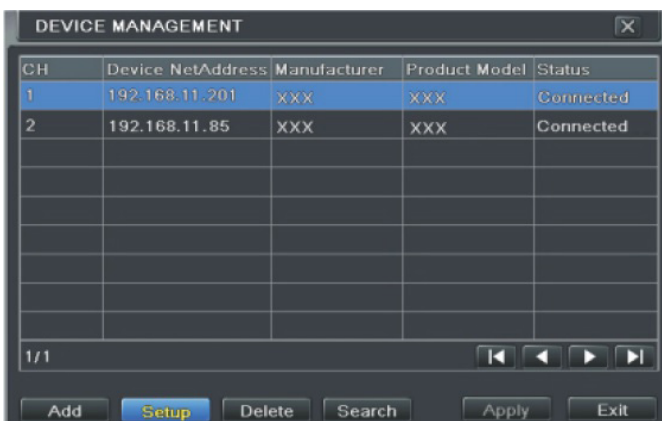 DEVICE MANAGEMENT
CH Device NetAddress Manufacturer Product Model Status
1 192.168.11.201 XXX XXX Connected
2 192.168.11.85 XXX XXX Connected
1/1
Add Setup Delete Search Apply Exit